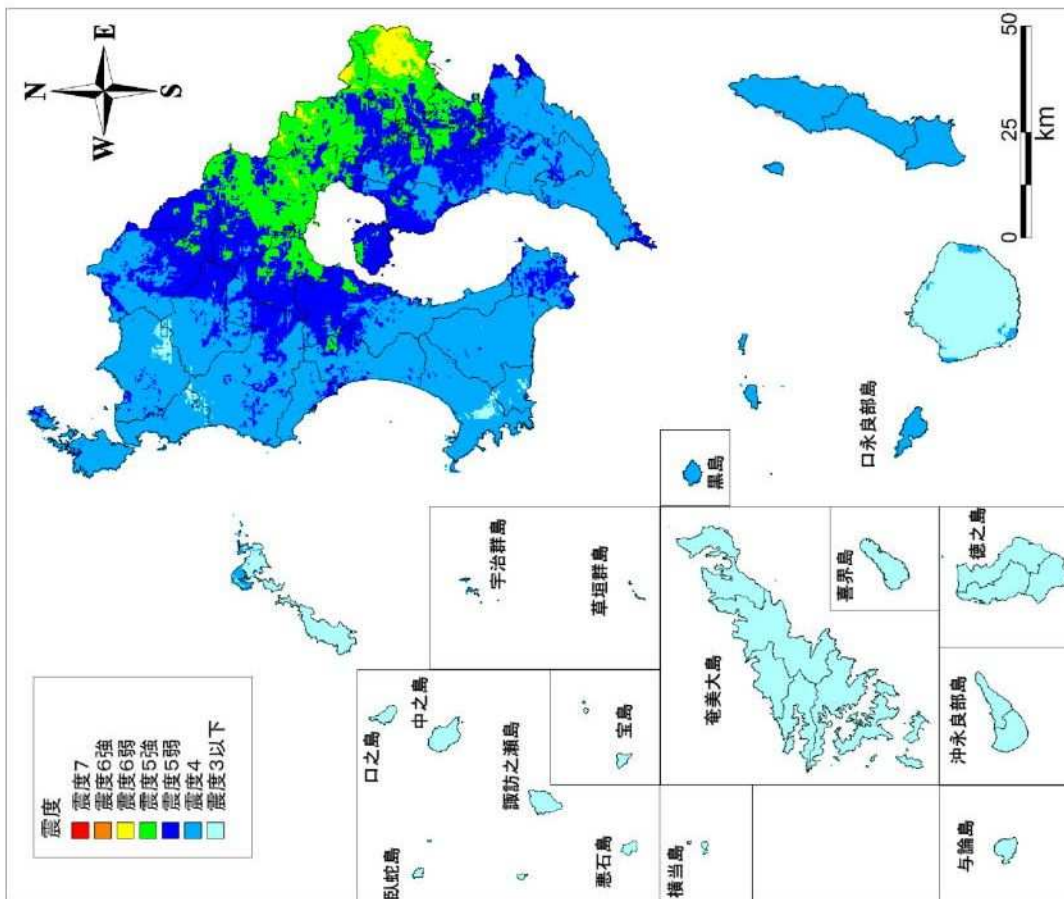 N
W
E
S
震度
震度7
震度6強
震度6弱
震度5強
震度5弱
震度4
震度3以下
臥蛇島
口之島
中之島
諏訪之瀬島
悪石島
宝島
横当島
与論島
宇治群島
草垣群島
黒島
口永良部島
奄美大島
喜界島
徳之島
沖永良部島
0
25
50
km